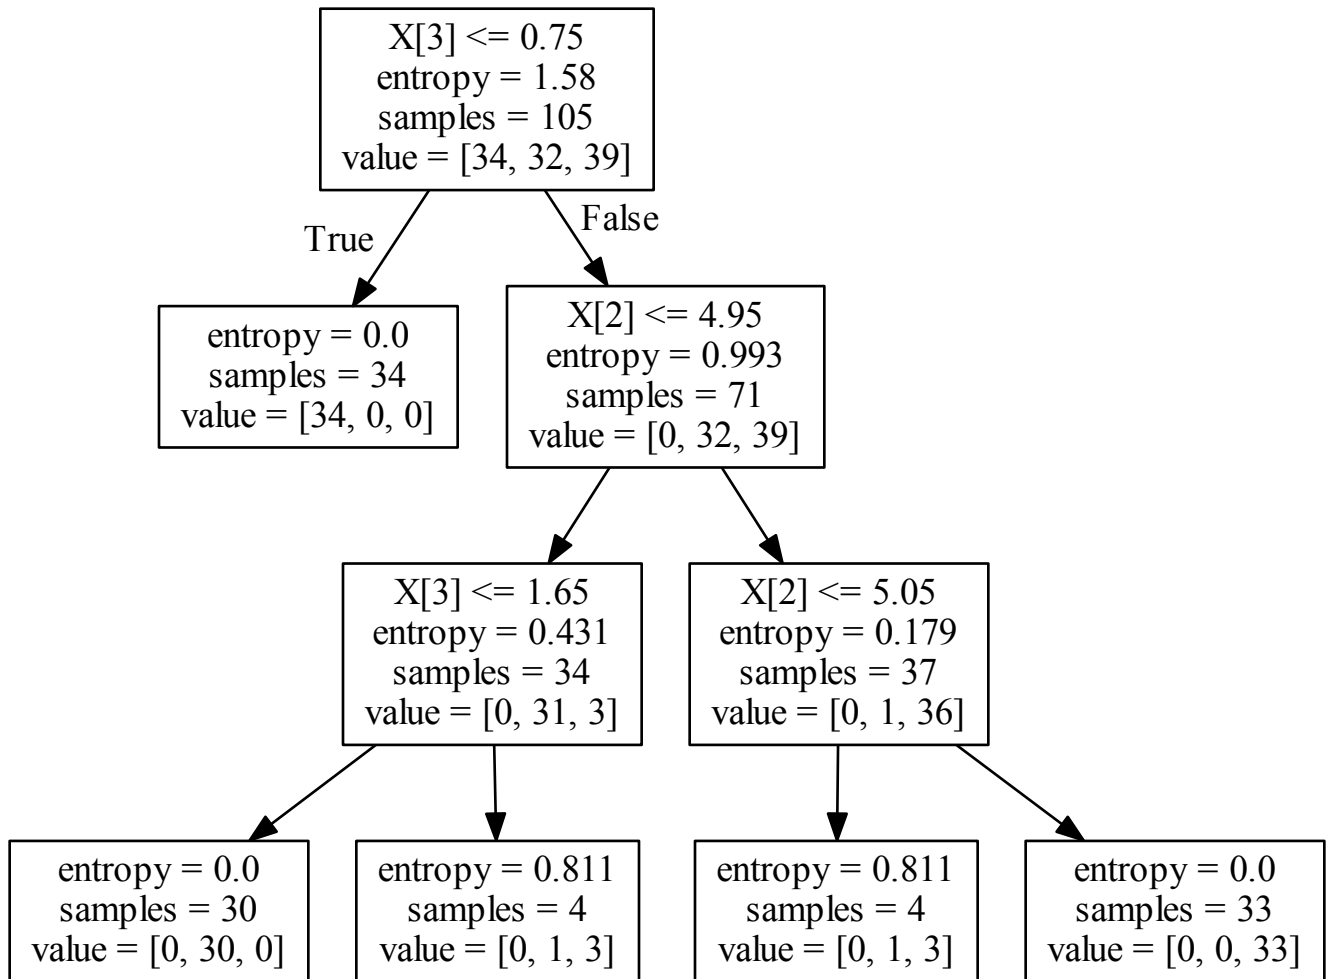 X[3] <= 0.75
entropy = 1.58
samples = 105
value = [34, 32, 39]
True
False
entropy = 0.0
samples = 34
value = [34, 0, 0]
X[2] <= 4.95
entropy = 0.993
samples = 71
value = [0, 32, 39]
X[3] <= 1.65
entropy = 0.431
samples = 34
value = [0, 31, 3]
X[2] <= 5.05
entropy = 0.179
samples = 37
value = [0, 1, 36]
entropy = 0.0
samples = 30
value = [0, 30, 0]
entropy = 0.811
samples = 4
value = [0, 1, 3]
entropy = 0.811
samples = 4
value = [0, 1, 3]
entropy = 0.0
samples = 33
value = [0, 0, 33]